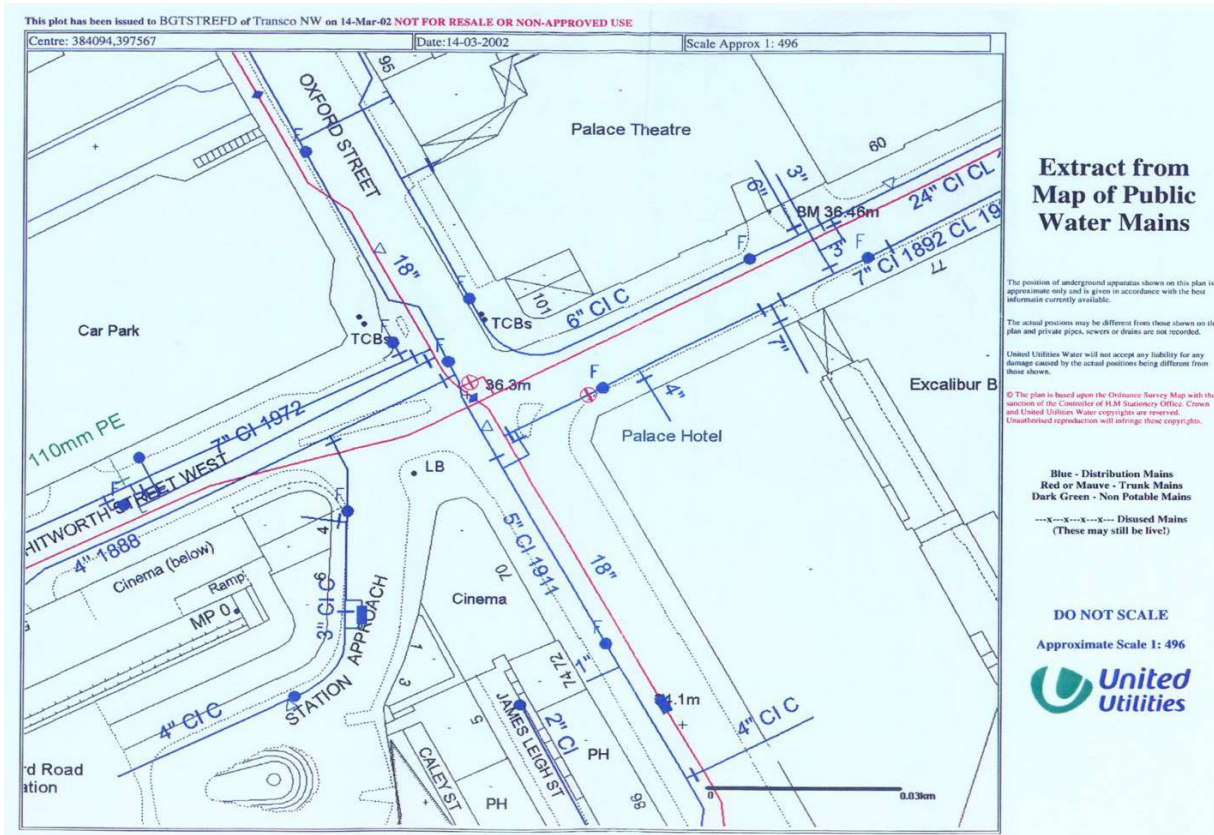 This plot has been issued to BGTSTREFD of Transco NW on 14-Mar-02 NOT FOR RESALE OR NON-APPROVED USE
Centre: 384094,397567
Date:14-03-2002
Scale Approx 1: 496
95
OXFORD STREET
Palace Theatre
60
6"
3"
24" CI CL
BM 36.46m
F
3"
F
7" CI 1892 CL 19
18"
101
6" CI C
TCBs
Car Park
TCBs
F
F
7"
36.3m
F
4"
Excalibur B
Palace Hotel
7" CI 1972
110mm PE
LB
HITWORTH STREET WEST
F
F
4" 1888
4
5" CI 1911
18"
Cinema (below)
70
Cinema
Ramp
6
MP 0
3" CI C
F
STATION APPROACH
1
3
1"
7472
4" CI C
JAMES LEIGH ST
2" CI
5
PH
4" CI C
rd Road
ation
CALEY ST
PH
86
0
0.03km
Extract from
Map of Public
Water Mains
The position of underground apparatus shown on this plan is
approximate only and is given in accordance with the best
informatin currently available.
The actual postions may be different from those shown on th
plan and private pipes, sewers or drains are not recorded.
United Utilities Water will not accept any liability for any
damage caused by the actual positions being different from
those shown.
© The plan is based upon the Ordnance Survey Map with the
sanction of the Controller of H.M Stationery Office. Crown
and United Utilities Water copyrights are reserved.
Unauthorised reproduction will infringe these copyrights.
Blue - Distribution Mains
Red or Mauve - Trunk Mains
Dark Green - Non Potable Mains
---x---x---x---x--- Disused Mains
(These may still be live!)
DO NOT SCALE
Approximate Scale 1: 496
United
Utilities